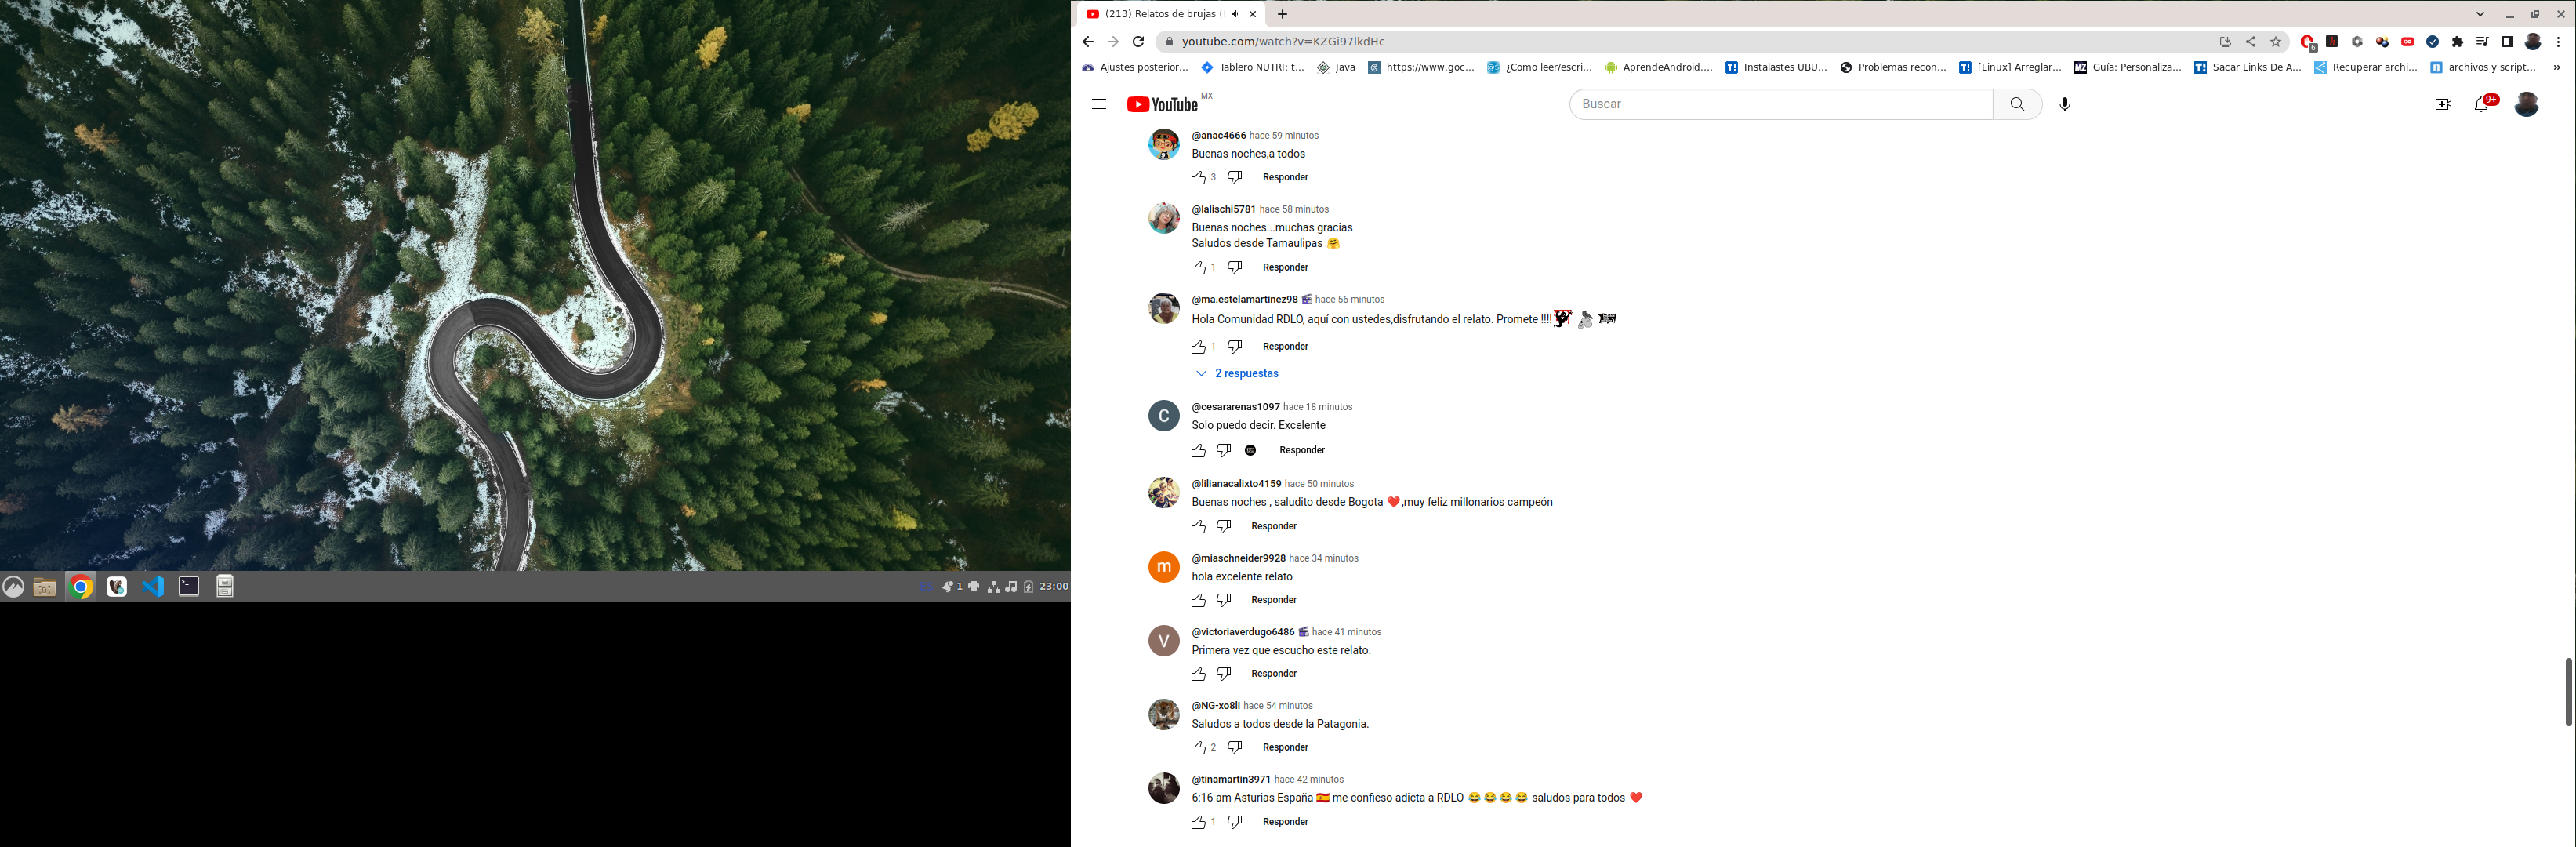 (213) Relatos de brujas (
youtube.com/watch?v=KZGi97lkdHc
6
Ajustes posterior...
Tablero NUTRI: t...
Java
https://www.goc...
¿Como leer/escri...
AprendeAndroid....
Instalastes UBU...
Problemas recon...
[Linux] Arreglar...
Guía: Personaliza...
Sacar Links De A...
Recuperar archi...
archivos y script...
»
YouTube MX
Buscar
9+
@anac4666 hace 59 minutos
Buenas noches,a todos
3 Responder
@lalischi5781 hace 58 minutos
Buenas noches...muchas gracias
Saludos desde Tamaulipas 🤗
1 Responder
@ma.estelamartinez98 hace 56 minutos
Hola Comunidad RDLO, aquí con ustedes,disfrutando el relato. Promete !!!!
1 Responder
2 respuestas
C
@cesararenas1097 hace 18 minutos
Solo puedo decir. Excelente
Responder
@lilianacalixto4159 hace 50 minutos
Buenas noches , saludito desde Bogota ❤️,muy feliz millonarios campeón
Responder
m
@miaschneider9928 hace 34 minutos
hola excelente relato
Responder
V
@victoriaverdugo6486 hace 41 minutos
Primera vez que escucho este relato.
Responder
@NG-xo8li hace 54 minutos
Saludos a todos desde la Patagonia.
2 Responder
@tinamartin3971 hace 42 minutos
6:16 am Asturias España 🇪🇸 me confieso adicta a RDLO 😂😂😂😂 saludos para todos ❤️
1 Responder
1
23:00